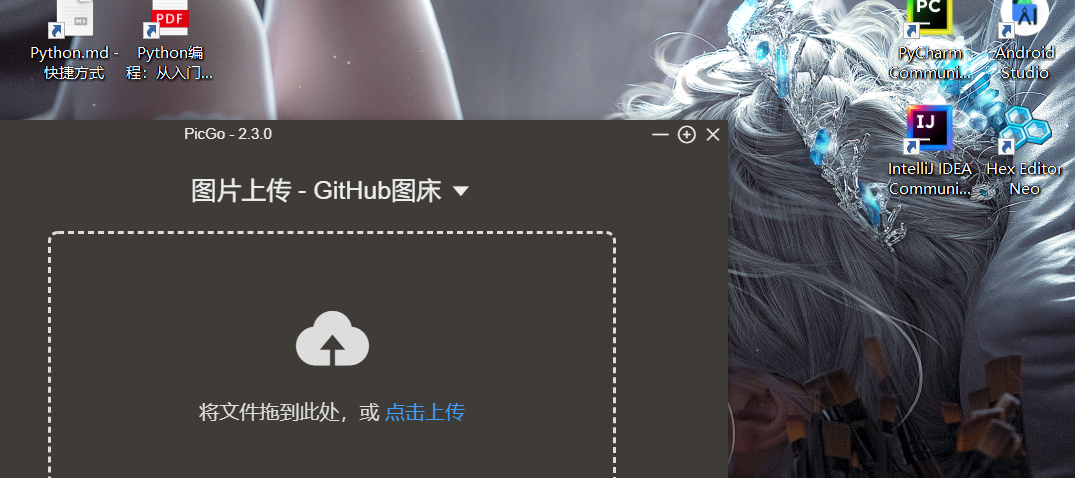 PDF
Python.md -
快捷方式
Python编
程：从入门...
PC
PyCharm
Communi...
Android
Studio
PicGo - 2.3.0
图片上传 - GitHub图床
IJ
IntelliJ IDEA
Communi...
Hex Editor
Neo
将文件拖到此处，或 点击上传